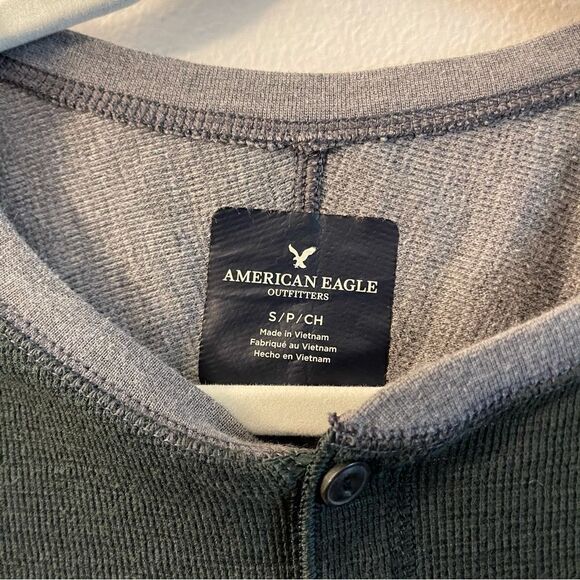 AMERICAN EAGLE
OUTFITTERS
S/P/CH
Made in Vietnam
Fabriqué au Vietnam
Hecho en Vietnam